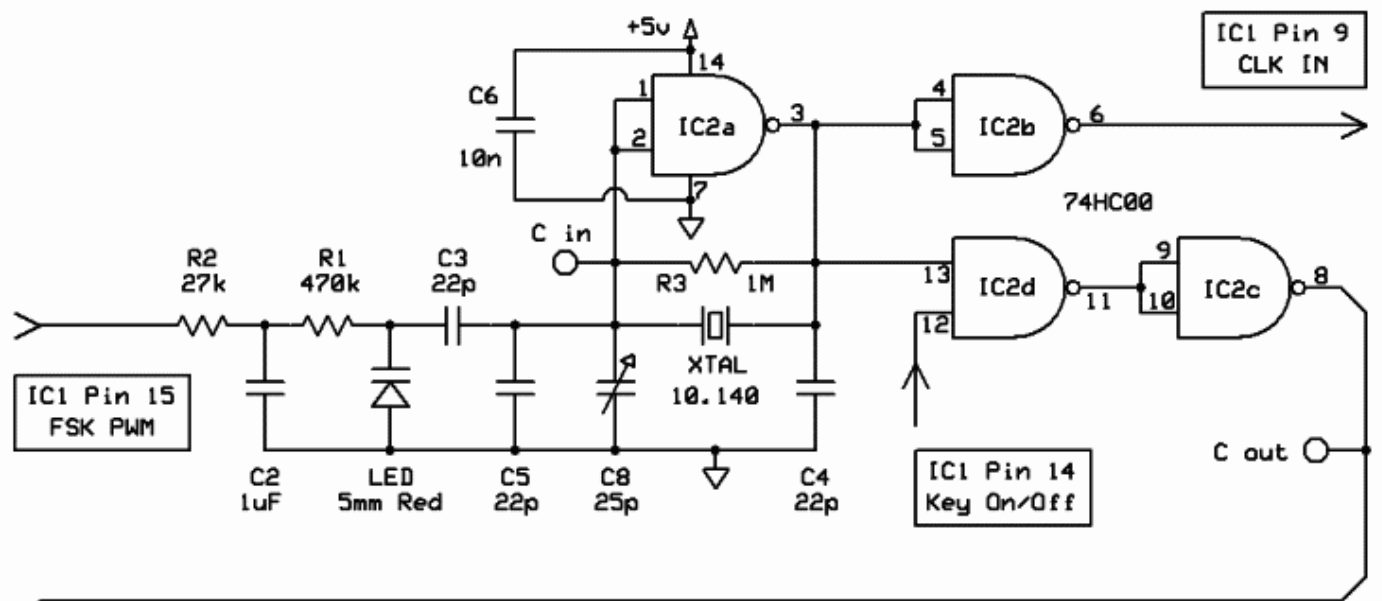 +5v
IC1 Pin 9
CLK IN
14
C6
10n
1
2
IC2a
3
7
4
5
IC2b
6
74HC00
C in
R2
27k
R1
470k
C3
22p
R3
1M
13
12
IC2d
11
9
10
IC2c
8
XTAL
10.140
IC1 Pin 15
FSK PWM
C2
1uF
LED
5mm Red
C5
22p
C8
25p
C4
22p
IC1 Pin 14
Key On/Off
C out